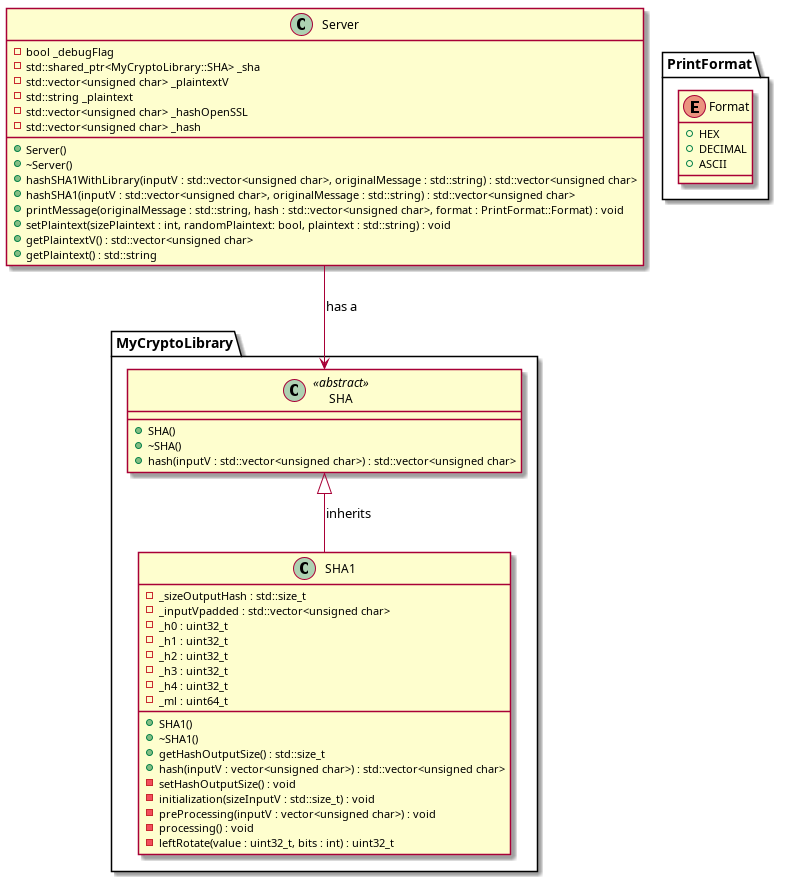 C Server
bool _debugFlag
std::shared_ptr<MyCryptoLibrary::SHA> _sha
std::vector<unsigned char> _plaintextV
std::string _plaintext
std::vector<unsigned char> _hashOpenSSL
std::vector<unsigned char> _hash
Server()
~Server()
hashSHA1WithLibrary(inputV : std::vector<unsigned char>, originalMessage : std::string) : std::vector<unsigned char>
hashSHA1(inputV : std::vector<unsigned char>, originalMessage : std::string) : std::vector<unsigned char>
printMessage(originalMessage : std::string, hash : std::vector<unsigned char>, format : PrintFormat::Format) : void
setPlaintext(sizePlaintext : int, randomPlaintext: bool, plaintext : std::string) : void
getPlaintextV() : std::vector<unsigned char>
getPlaintext() : std::string
PrintFormat
E Format
HEX
DECIMAL
ASCII
has a
MyCryptoLibrary
C «abstract»
SHA
SHA()
~SHA()
hash(inputV : std::vector<unsigned char>) : std::vector<unsigned char>
inherits
C SHA1
_sizeOutputHash : std::size_t
_inputVpadded : std::vector<unsigned char>
_h0 : uint32_t
_h1 : uint32_t
_h2 : uint32_t
_h3 : uint32_t
_h4 : uint32_t
_ml : uint64_t
SHA1()
~SHA1()
getHashOutputSize() : std::size_t
hash(inputV : vector<unsigned char>) : std::vector<unsigned char>
setHashOutputSize() : void
initialization(sizeInputV : std::size_t) : void
preProcessing(inputV : vector<unsigned char>) : void
processing() : void
leftRotate(value : uint32_t, bits : int) : uint32_t